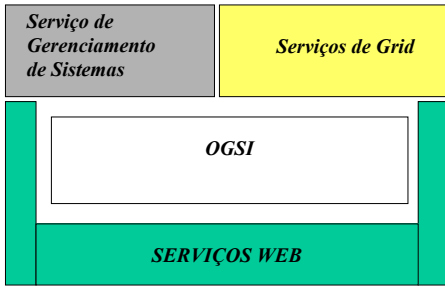 Serviço de
Gerenciamento
de Sistemas
Serviços de Grid
OGSI
SERVIÇOS WEB